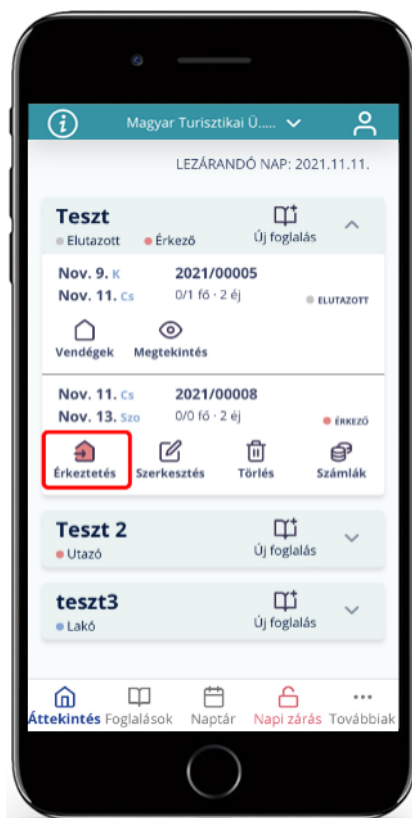 Magyar Turisztikai Ü.....
LEZÁRANDÓ NAP: 2021.11.11.
Teszt
Elutazott Érkező
Új foglalás
Nov. 9. K 2021/00005
Nov. 11. Cs 0/1 fő · 2 éj ELUTAZOTT
Vendégek Megtekintés
Nov. 11. Cs 2021/00008
Nov. 13. Szo 0/0 fő · 2 éj ÉRKEZŐ
Érkeztetés Szerkesztés Törlés Számlák
Teszt 2
Utazó
Új foglalás
teszt3
Lakó
Új foglalás
Áttekintés Foglalások Naptár Napi zárás Továbbiak